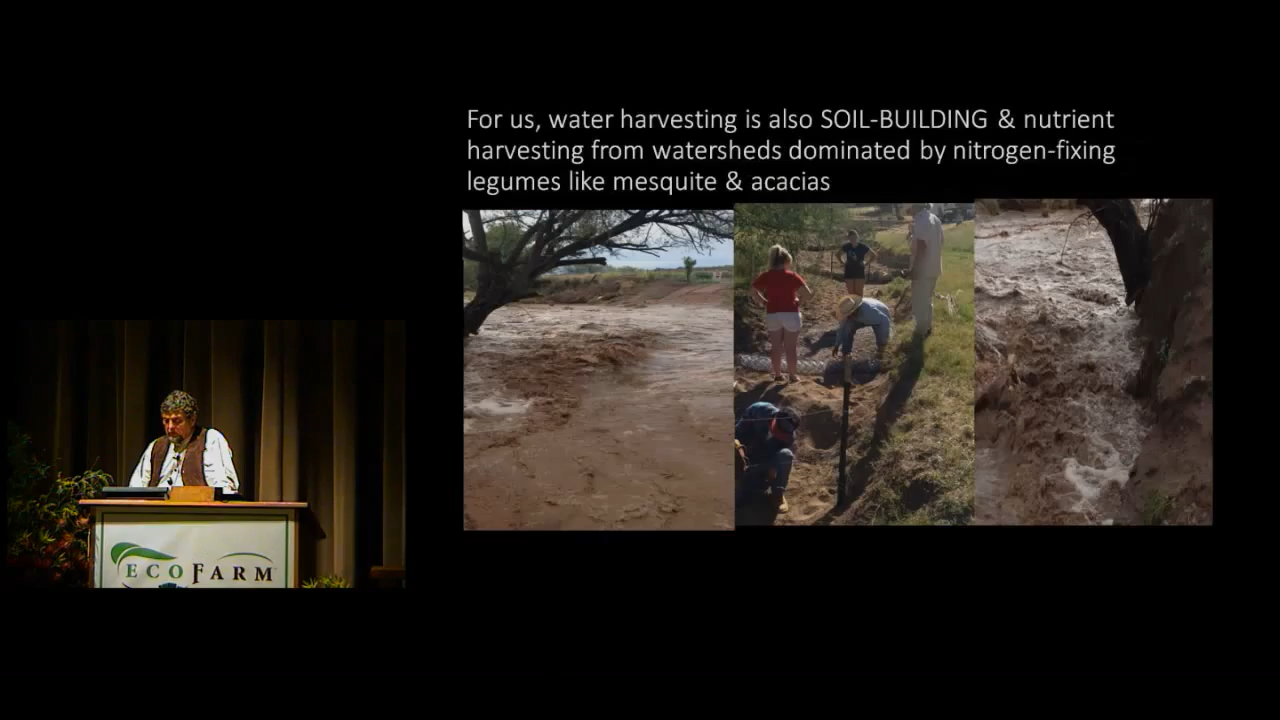 For us, water harvesting is also SOIL-BUILDING & nutrient
harvesting from watersheds dominated by nitrogen-fixing
legumes like mesquite & acacias
ECOFARM